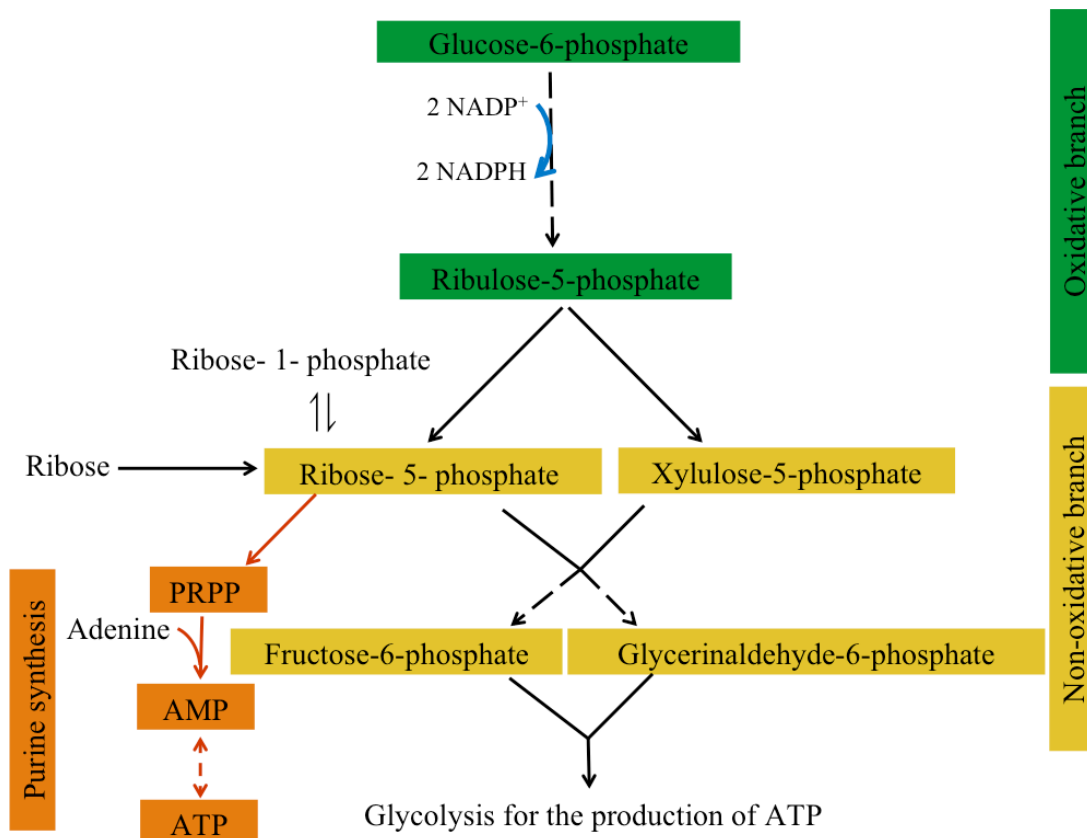 Glucose-6-phosphate
2 NADP⁺
2 NADPH
Oxidative branch
Ribulose-5-phosphate
Ribose- 1- phosphate
Ribose
Ribose- 5- phosphate
Xylulose-5-phosphate
Non-oxidative branch
Purine synthesis
PRPP
Adenine
Fructose-6-phosphate
Glycerinaldehyde-6-phosphate
AMP
ATP
Glycolysis for the production of ATP